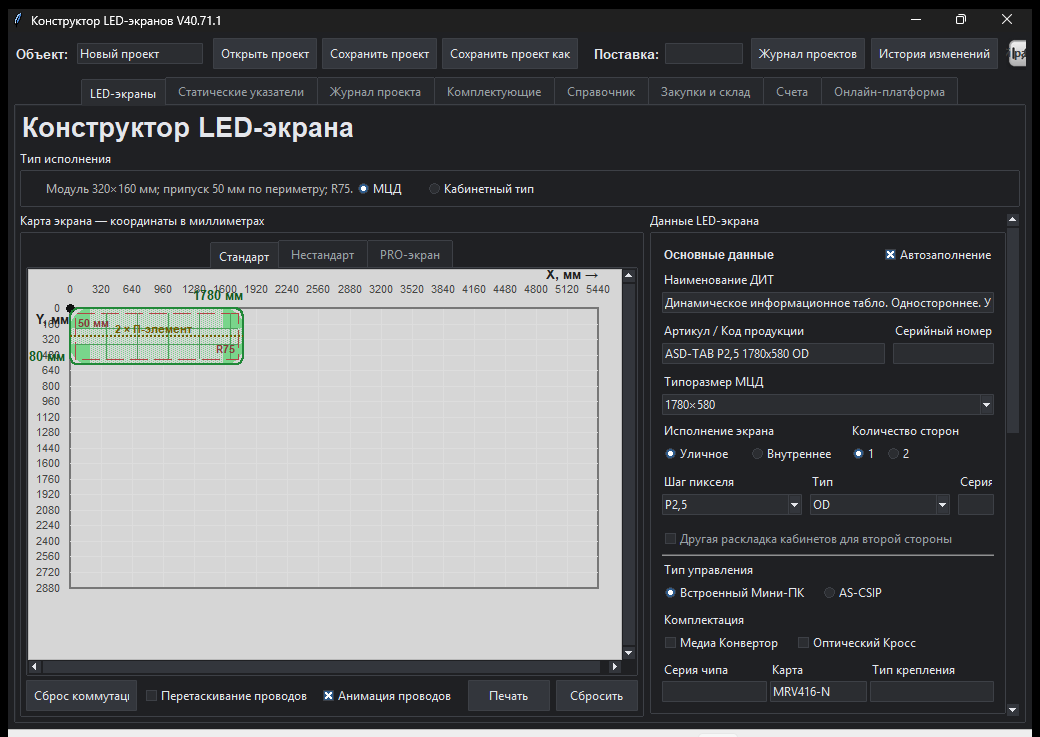 Конструктор LED-экранов V40.71.1
Объект: Новый проект Открыть проект Сохранить проект Сохранить проект как Поставка: Журнал проектов История изменений
LED-экраны Статические указатели Журнал проекта Комплектующие Справочник Закупки и склад Счета Онлайн-платформа
Конструктор LED-экрана
Тип исполнения
Модуль 320×160 мм; припуск 50 мм по периметру; R75. МЦД Кабинетный тип
Карта экрана — координаты в миллиметрах
Стандарт Нестандарт PRO-экран
X, мм →
0 320 640 960 1280 1600 1920 2240 2560 2880 3200 3520 3840 4160 4480 4800 5120 5440
1780 мм
0
Y, мм
50 мм
160
2 × П-элемент
320
R75
80 мм
640
800
960
1120
1280
1440
1600
1760
1920
2080
2240
2400
2560
2720
2880
Сброс коммутаци Перетаскивание проводов Анимация проводов Печать Сбросить
Данные LED-экрана
Основные данные Автозаполнение
Наименование ДИТ
Динамическое информационное табло. Одностороннее. У
Артикул / Код продукции Серийный номер
ASD-TAB P2,5 1780x580 OD
Типоразмер МЦД
1780×580
Исполнение экрана Количество сторон
Уличное Внутреннее 1 2
Шаг пикселя Тип Серия
P2,5 OD
Другая раскладка кабинетов для второй стороны
Тип управления
Встроенный Мини-ПК AS-CSIP
Комплектация
Медиа Конвертор Оптический Кросс
Серия чипа Карта Тип крепления
MRV416-N